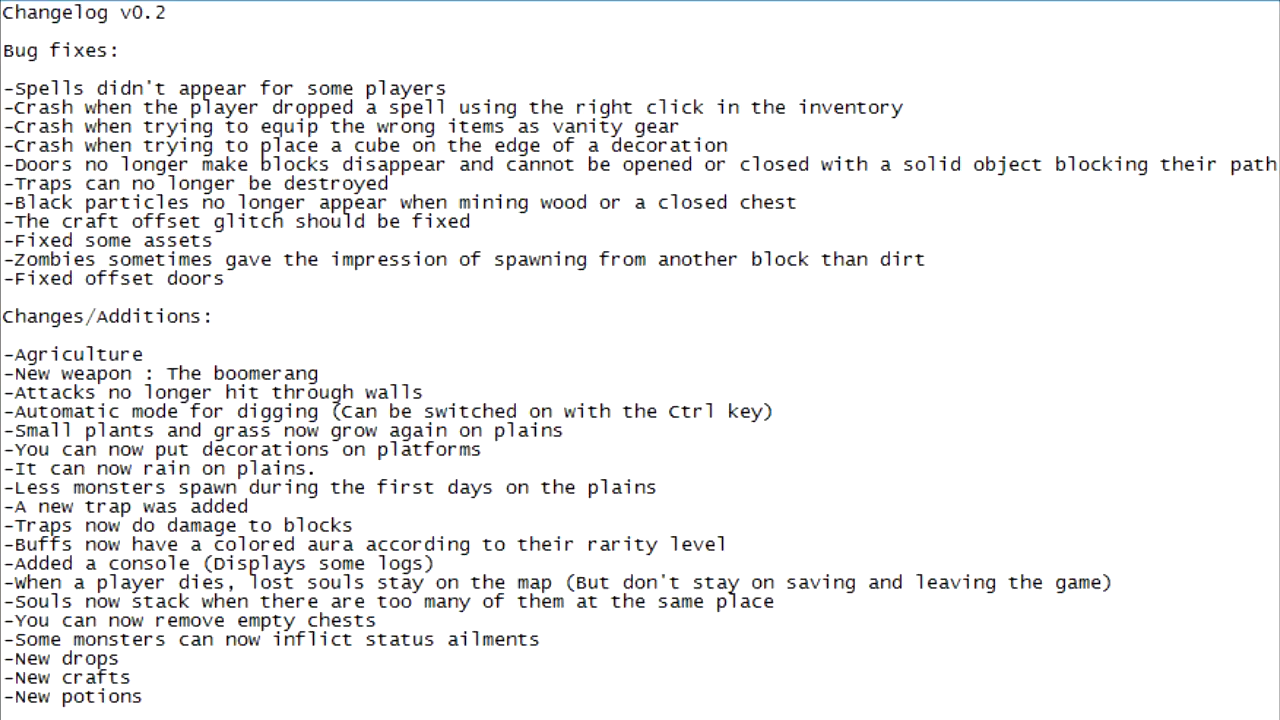 Changelog v0.2
Bug fixes:
-Spells didn't appear for some players
-Crash when the player dropped a spell using the right click in the inventory
-Crash when trying to equip the wrong items as vanity gear
-Crash when trying to place a cube on the edge of a decoration
-Doors no longer make blocks disappear and cannot be opened or closed with a solid object blocking their path
-Traps can no longer be destroyed
-Black particles no longer appear when mining wood or a closed chest
-The craft offset glitch should be fixed
-Fixed some assets
-Zombies sometimes gave the impression of spawning from another block than dirt
-Fixed offset doors
Changes/Additions:
-Agriculture
-New weapon : The boomerang
-Attacks no longer hit through walls
-Automatic mode for digging (Can be switched on with the Ctrl key)
-Small plants and grass now grow again on plains
-You can now put decorations on platforms
-It can now rain on plains.
-Less monsters spawn during the first days on the plains
-A new trap was added
-Traps now do damage to blocks
-Buffs now have a colored aura according to their rarity level
-Added a console (Displays some logs)
-When a player dies, lost souls stay on the map (But don't stay on saving and leaving the game)
-Souls now stack when there are too many of them at the same place
-You can now remove empty chests
-Some monsters can now inflict status ailments
-New drops
-New crafts
-New potions